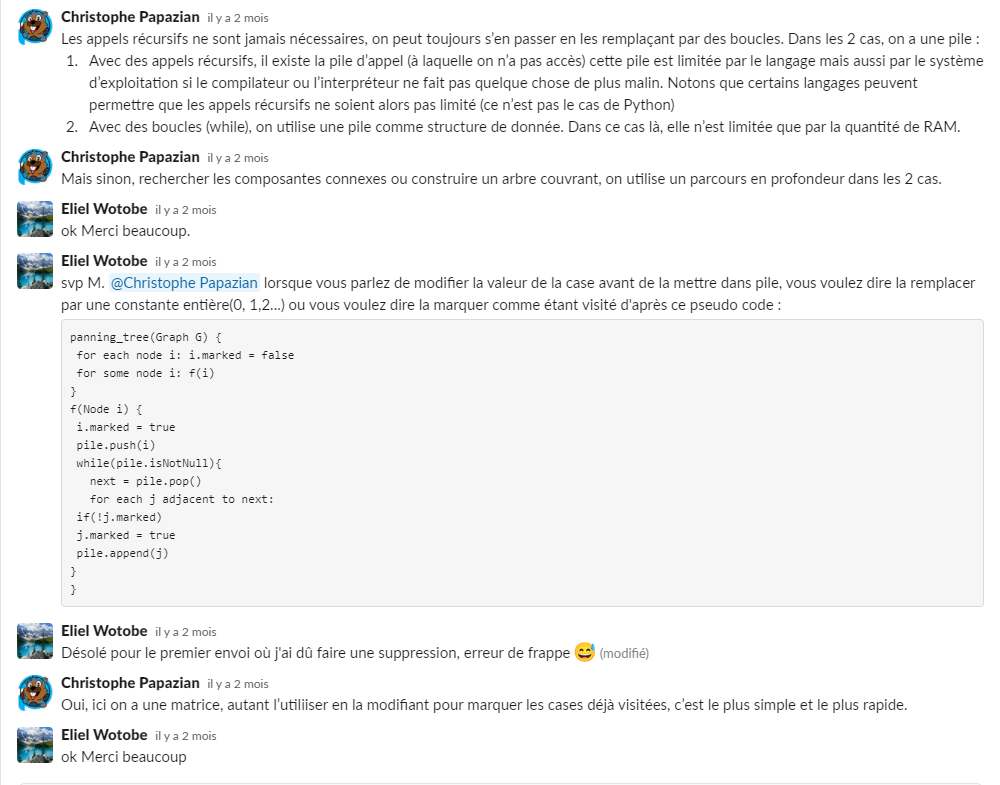 Christophe Papazian il y a 2 mois
Les appels récursifs ne sont jamais nécessaires, on peut toujours s'en passer en les remplaçant par des boucles. Dans les 2 cas, on a une pile :
1. Avec des appels récursifs, il existe la pile d'appel (à laquelle on n'a pas accès) cette pile est limitée par le langage mais aussi par le système
d'exploitation si le compilateur ou l'interpréteur ne fait pas quelque chose de plus malin. Notons que certains langages peuvent
permettre que les appels récursifs ne soient alors pas limité (ce n'est pas le cas de Python)
2. Avec des boucles (while), on utilise une pile comme structure de donnée. Dans ce cas là, elle n'est limitée que par la quantité de RAM.
Christophe Papazian il y a 2 mois
Mais sinon, rechercher les composantes connexes ou construire un arbre couvrant, on utilise un parcours en profondeur dans les 2 cas.
Eliel Wotobe il y a 2 mois
ok Merci beaucoup.
Eliel Wotobe il y a 2 mois
svp M. @Christophe Papazian lorsque vous parlez de modifier la valeur de la case avant de la mettre dans pile, vous voulez dire la remplacer
par une constante entière(0, 1,2...) ou vous voulez dire la marquer comme étant visité d'après ce pseudo code :
panning_tree(Graph G) {
for each node i: i.marked = false
for some node i: f(i)
}
f(Node i) {
i.marked = true
pile.push(i)
while(pile.isNotNull){
next = pile.pop()
for each j adjacent to next:
if(!j.marked)
j.marked = true
pile.append(j)
}
}
Eliel Wotobe il y a 2 mois
Désolé pour le premier envoi où j'ai dû faire une suppression, erreur de frappe 😅 (modifié)
Christophe Papazian il y a 2 mois
Oui, ici on a une matrice, autant l'utiliiser en la modifiant pour marquer les cases déjà visitées, c'est le plus simple et le plus rapide.
Eliel Wotobe il y a 2 mois
ok Merci beaucoup